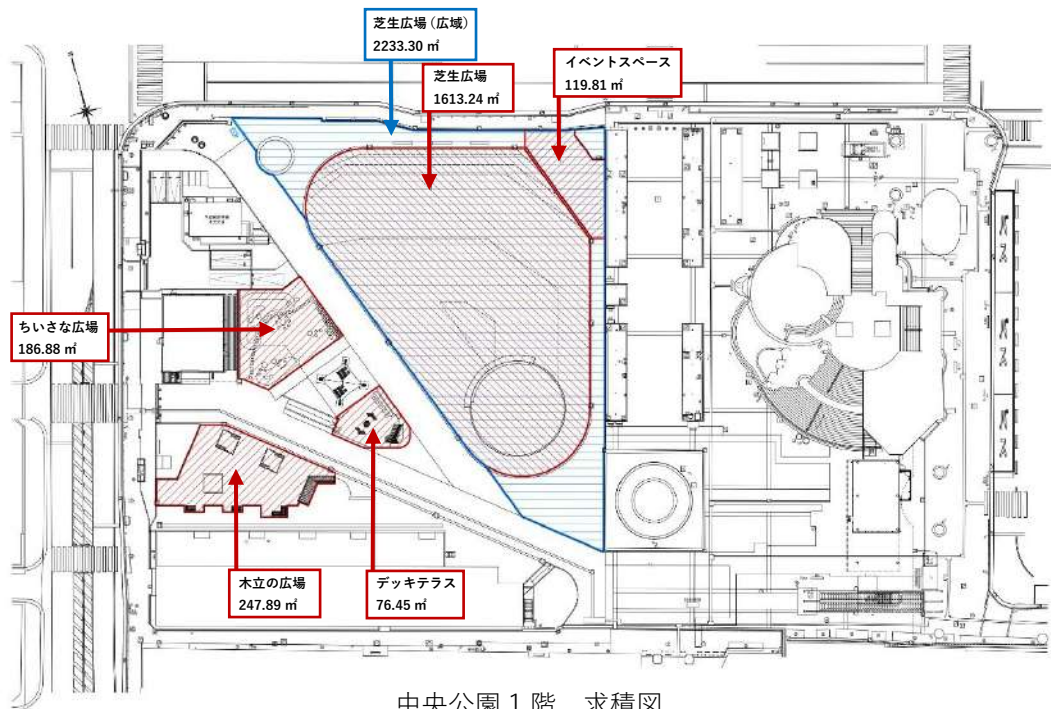 芝生広場（広域）
2233.30 ㎡
芝生広場
1613.24 ㎡
イベントスペース
119.81 ㎡
ちいさな広場
186.88 ㎡
木立の広場
247.89 ㎡
デッキテラス
76.45 ㎡
中央公園１階　求積図